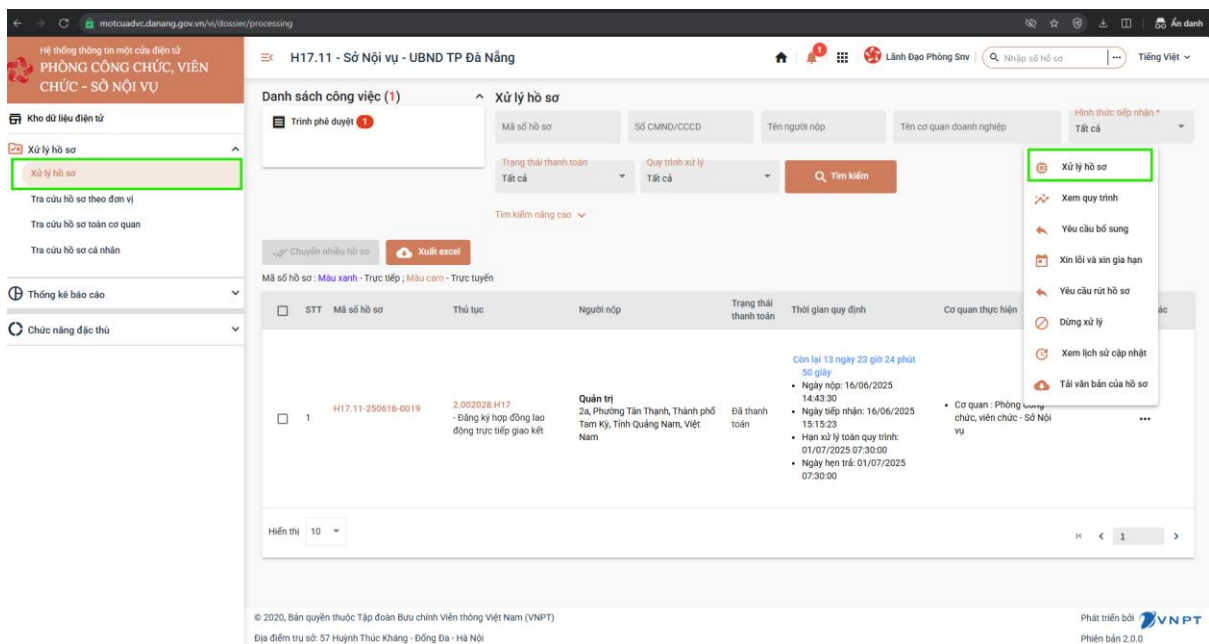 motcuadvc.danang.gov.vn/vi/dossier/processing
Ẩn danh
Hệ thống thông tin một cửa điện tử
PHÒNG CÔNG CHỨC, VIÊN
CHỨC - SỞ NỘI VỤ
H17.11 - Sở Nội vụ - UBND TP Đà Nẵng
Lãnh Đạo Phòng Snv
Nhập số hồ sơ
Tiếng Việt
Kho dữ liệu điện tử
Xử lý hồ sơ
Xử lý hồ sơ
Tra cứu hồ sơ theo đơn vị
Tra cứu hồ sơ toàn cơ quan
Tra cứu hồ sơ cá nhân
Thống kê báo cáo
Chức năng đặc thù
Danh sách công việc (1)
Trình phê duyệt 1
Xử lý hồ sơ
Mã số hồ sơ
Số CMND/CCCD
Tên người nộp
Tên cơ quan doanh nghiệp
Hình thức tiếp nhận *
Tất cả
Trạng thái thanh toán
Tất cả
Quy trình xử lý
Tất cả
Tìm kiếm
Tìm kiếm nâng cao
Xử lý hồ sơ
Xem quy trình
Yêu cầu bổ sung
Xin lỗi và xin gia hạn
Yêu cầu rút hồ sơ
Dừng xử lý
Xem lịch sử cập nhật
Tải văn bản của hồ sơ
Chuyển nhiều hồ sơ
Xuất excel
Mã số hồ sơ : Màu xanh - Trực tiếp ; Màu cam - Trực tuyến
STT
Mã số hồ sơ
Thủ tục
Người nộp
Trạng thái
thanh toán
Thời gian quy định
Cơ quan thực hiện
1
H17.11-250616-0019
2.002028.H17
- Đăng ký hợp đồng lao
động trực tiếp giao kết
Quản trị
2a, Phường Tân Thạnh, Thành phố
Tam Kỳ, Tỉnh Quảng Nam, Việt
Nam
Đã thanh
toán
Còn lại 13 ngày 23 giờ 24 phút
50 giây
• Ngày nộp: 16/06/2025
14:43:30
• Ngày tiếp nhận: 16/06/2025
15:15:23
• Hạn xử lý toàn quy trình:
01/07/2025 07:30:00
• Ngày hẹn trả: 01/07/2025
07:30:00
• Cơ quan : Phòng Công
chức, viên chức - Sở Nội
vụ
Hiển thị
10
1
© 2020, Bản quyền thuộc Tập đoàn Bưu chính Viễn thông Việt Nam (VNPT)
Địa điểm trụ sở: 57 Huỳnh Thúc Kháng - Đống Đa - Hà Nội
Phát triển bởi VNPT
Phiên bản 2.0.0